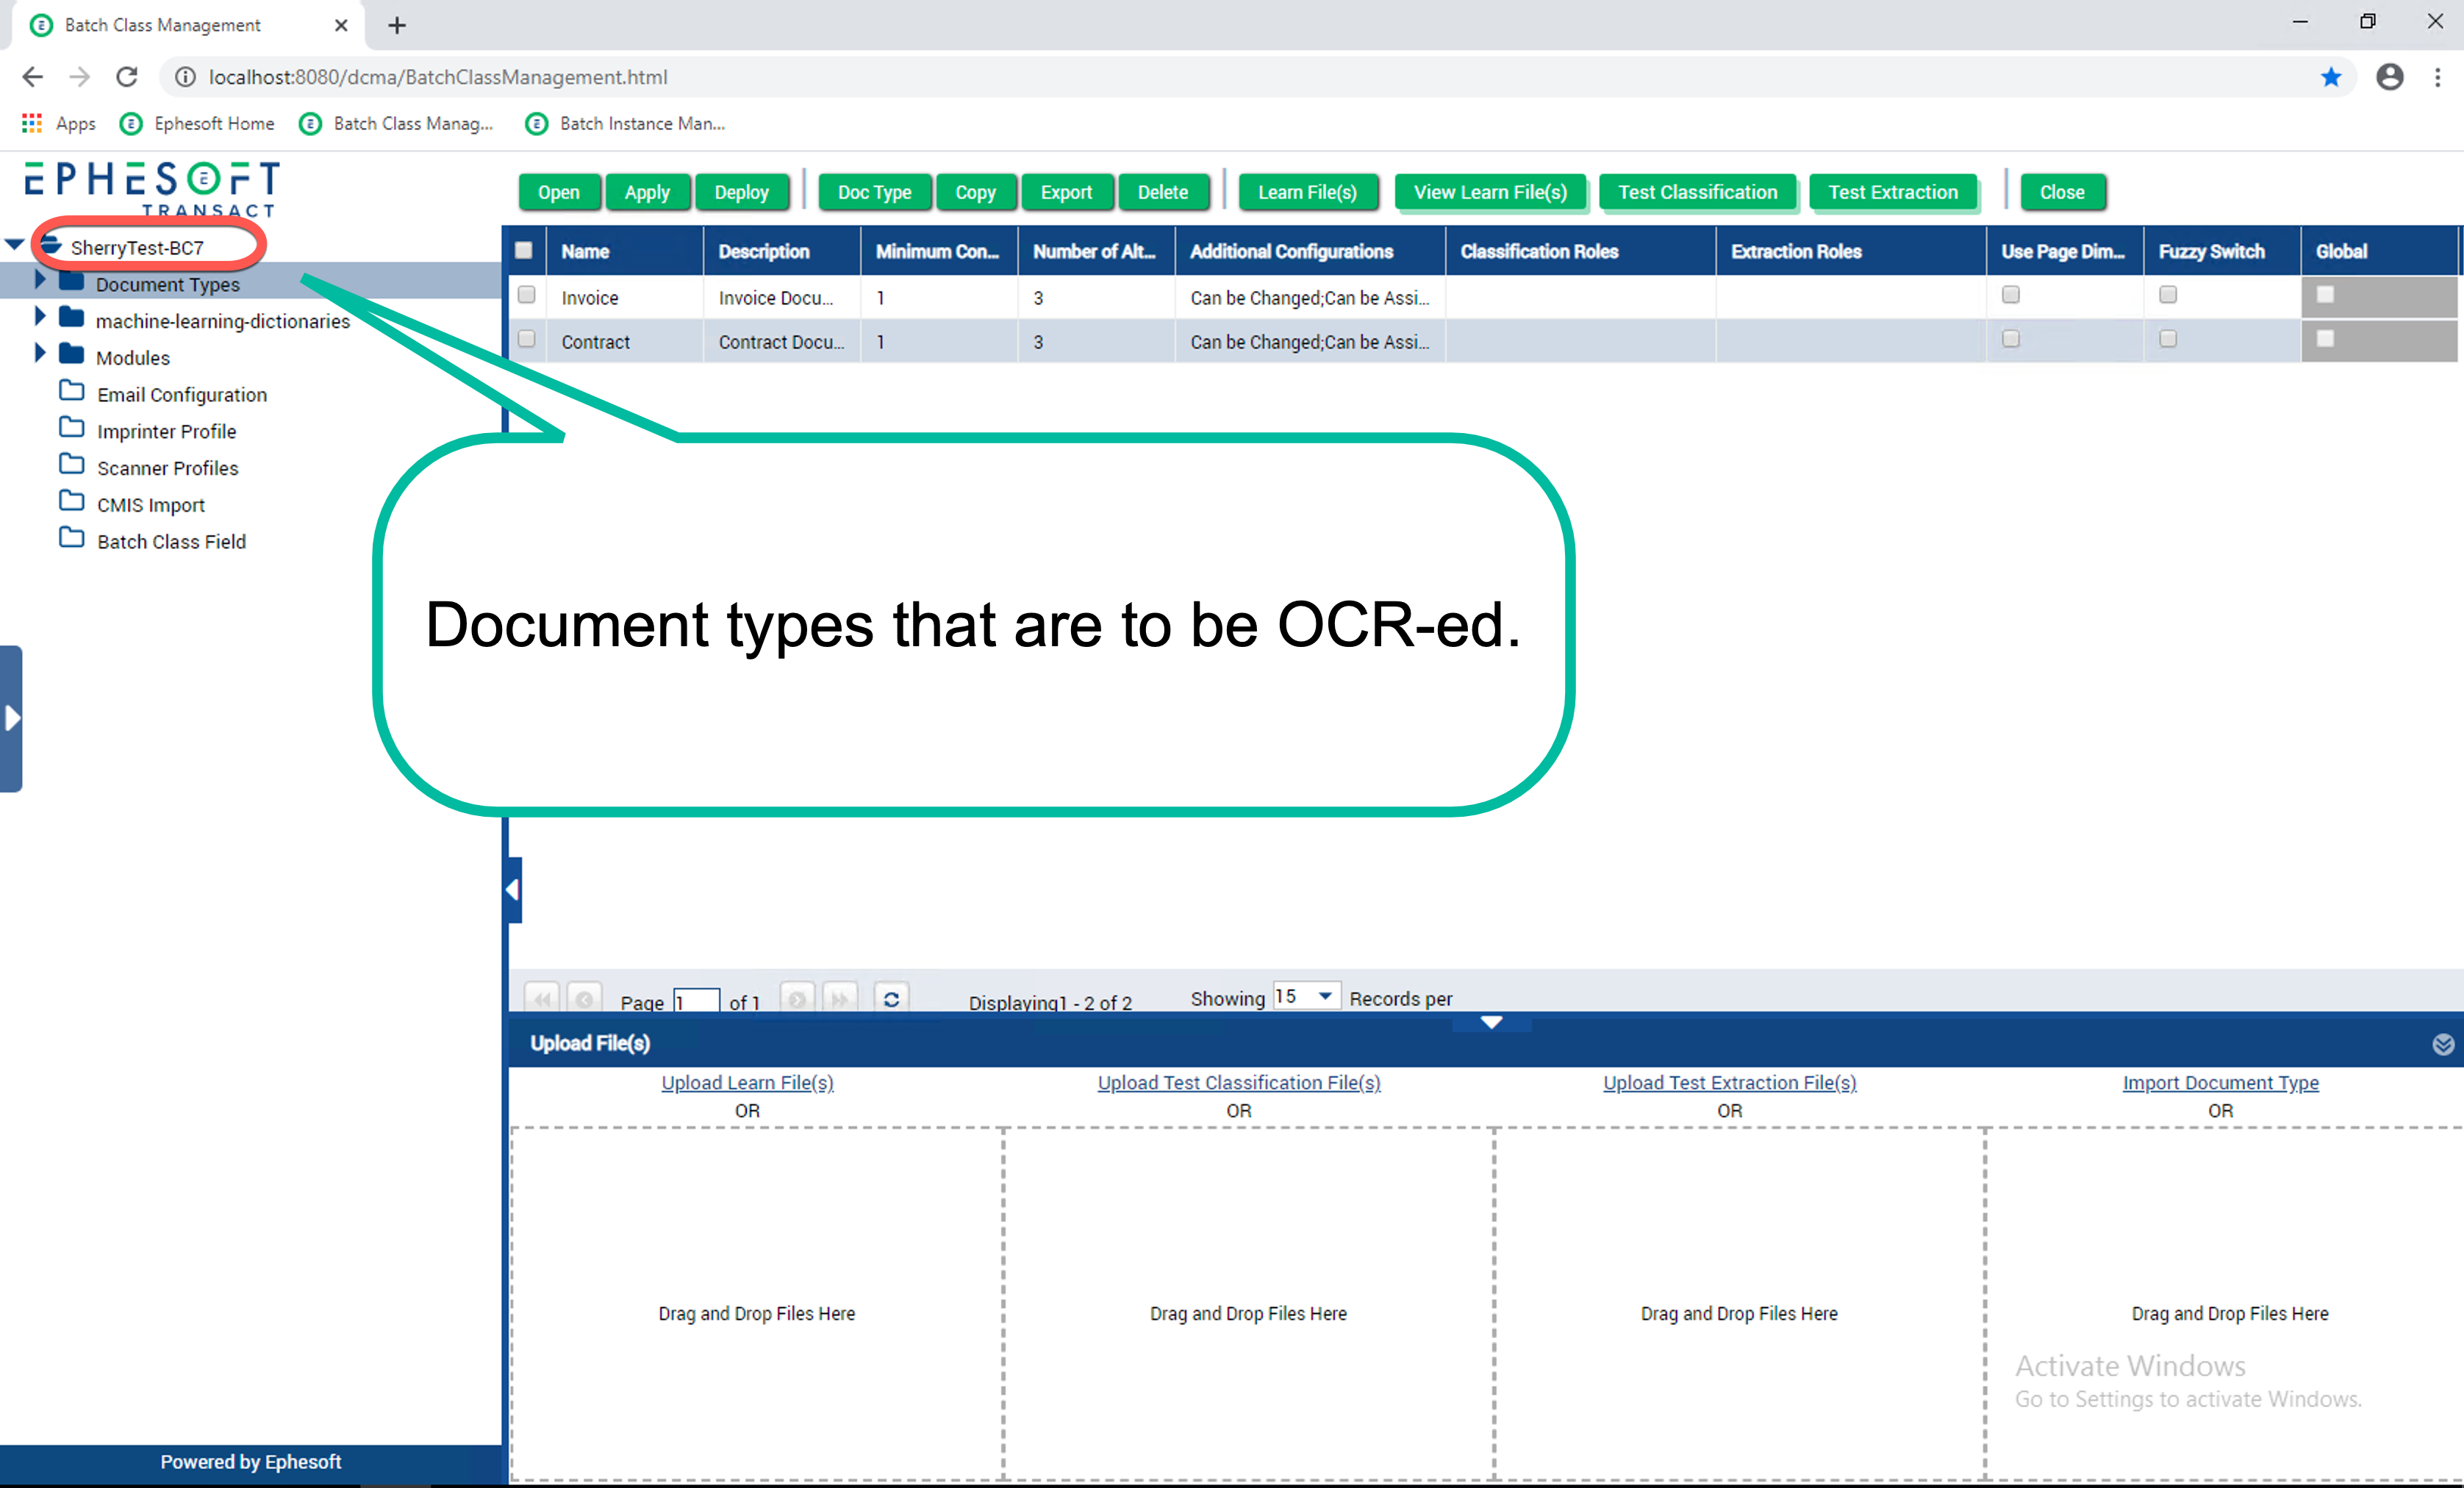 Batch Class Management
localhost:8080/dcma/BatchClassManagement.html
Apps Ephesoft Home Batch Class Manag... Batch Instance Man...
EPHESOFT
TRANSACT
Open Apply Deploy Doc Type Copy Export Delete Learn File(s) View Learn File(s) Test Classification Test Extraction Close
SherryTest-BC7
Document Types
machine-learning-dictionaries
Modules
Email Configuration
Imprinter Profile
Scanner Profiles
CMIS Import
Batch Class Field
Name Description Minimum Con... Number of Alt... Additional Configurations Classification Roles Extraction Roles Use Page Dim... Fuzzy Switch Global
Invoice Invoice Docu... 1 3 Can be Changed;Can be Assi...
Contract Contract Docu... 1 3 Can be Changed;Can be Assi...
Document types that are to be OCR-ed.
Page 1 of 1 Displaying1 - 2 of 2 Showing 15 Records per
Upload File(s)
Upload Learn File(s) Upload Test Classification File(s) Upload Test Extraction File(s) Import Document Type
OR OR OR OR
Drag and Drop Files Here Drag and Drop Files Here Drag and Drop Files Here Drag and Drop Files Here
Activate Windows
Go to Settings to activate Windows.
Powered by Ephesoft